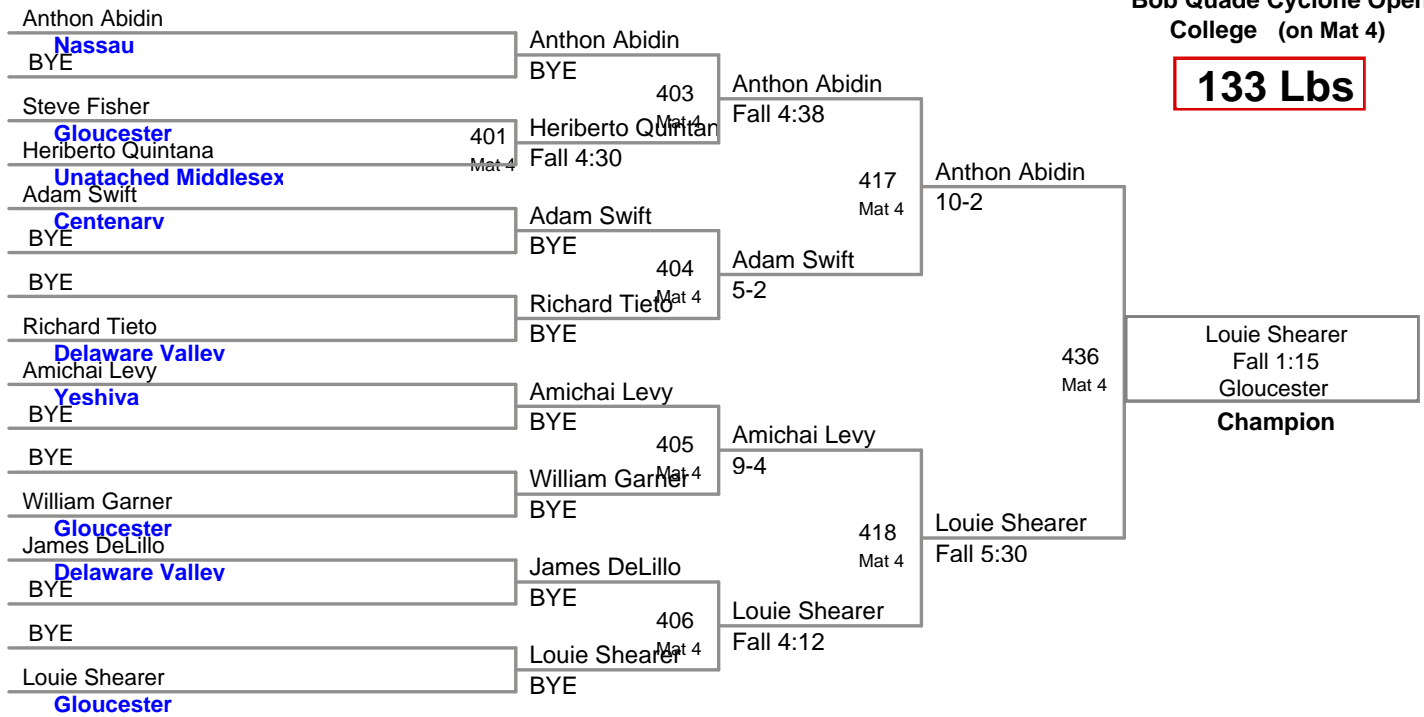 Bob Quade Cyclone Open
College (on Mat 4)
133 Lbs
Anthon Abidin
Nassau
BYE
Steve Fisher
Gloucester
Heriberto Quintana
Unatached Middlesex
Adam Swift
Centenary
BYE
BYE
Richard Tieto
Delaware Valley
Amichai Levy
Yeshiva
BYE
BYE
William Garner
Gloucester
James DeLillo
Delaware Valley
BYE
BYE
Louie Shearer
Gloucester
401
Mat 4
Anthon Abidin
BYE
Heriberto Quintan
Fall 4:30
Adam Swift
BYE
Richard Tieto
BYE
Amichai Levy
BYE
William Garner
BYE
James DeLillo
BYE
Louie Shearer
BYE
403
Mat 4
404
Mat 4
405
Mat 4
406
Mat 4
Anthon Abidin
Fall 4:38
Adam Swift
5-2
Amichai Levy
9-4
Louie Shearer
Fall 4:12
417
Mat 4
418
Mat 4
Anthon Abidin
10-2
Louie Shearer
Fall 5:30
436
Mat 4
Louie Shearer
Fall 1:15
Gloucester
Champion